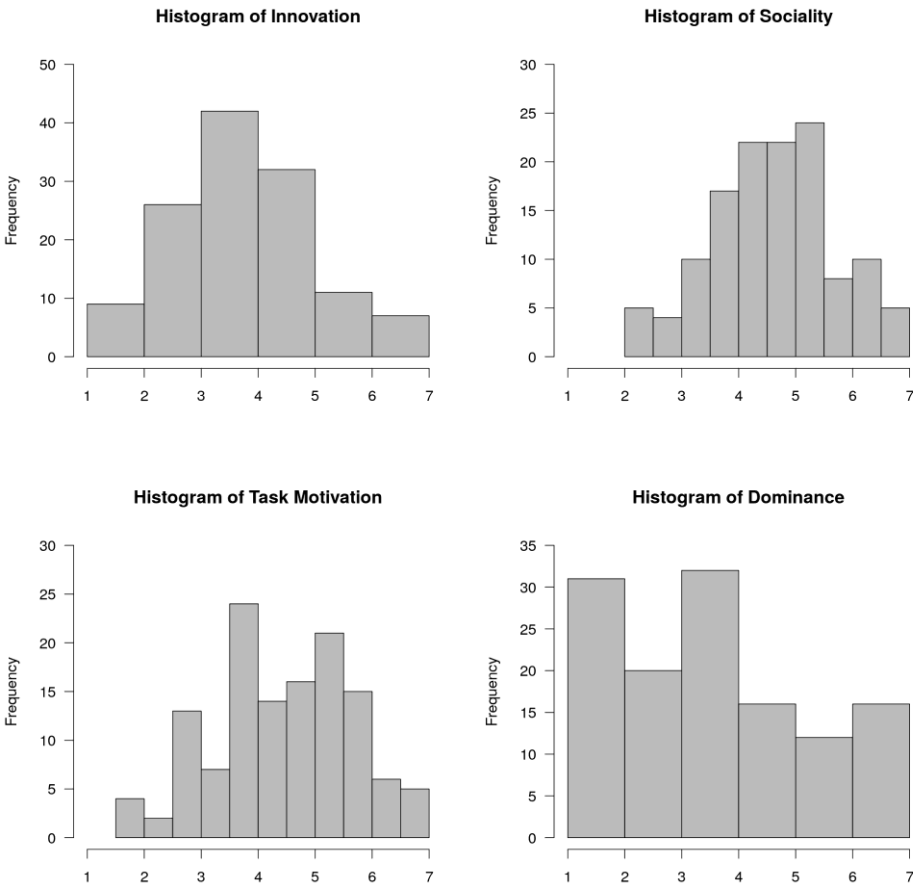 Histogram of Innovation
Frequency
50
40
30
20
10
0
1 2 3 4 5 6 7
Histogram of Sociality
Frequency
30
25
20
15
10
5
0
1 2 3 4 5 6 7
Histogram of Task Motivation
Frequency
30
25
20
15
10
5
0
1 2 3 4 5 6 7
Histogram of Dominance
Frequency
35
30
25
20
15
10
5
0
1 2 3 4 5 6 7